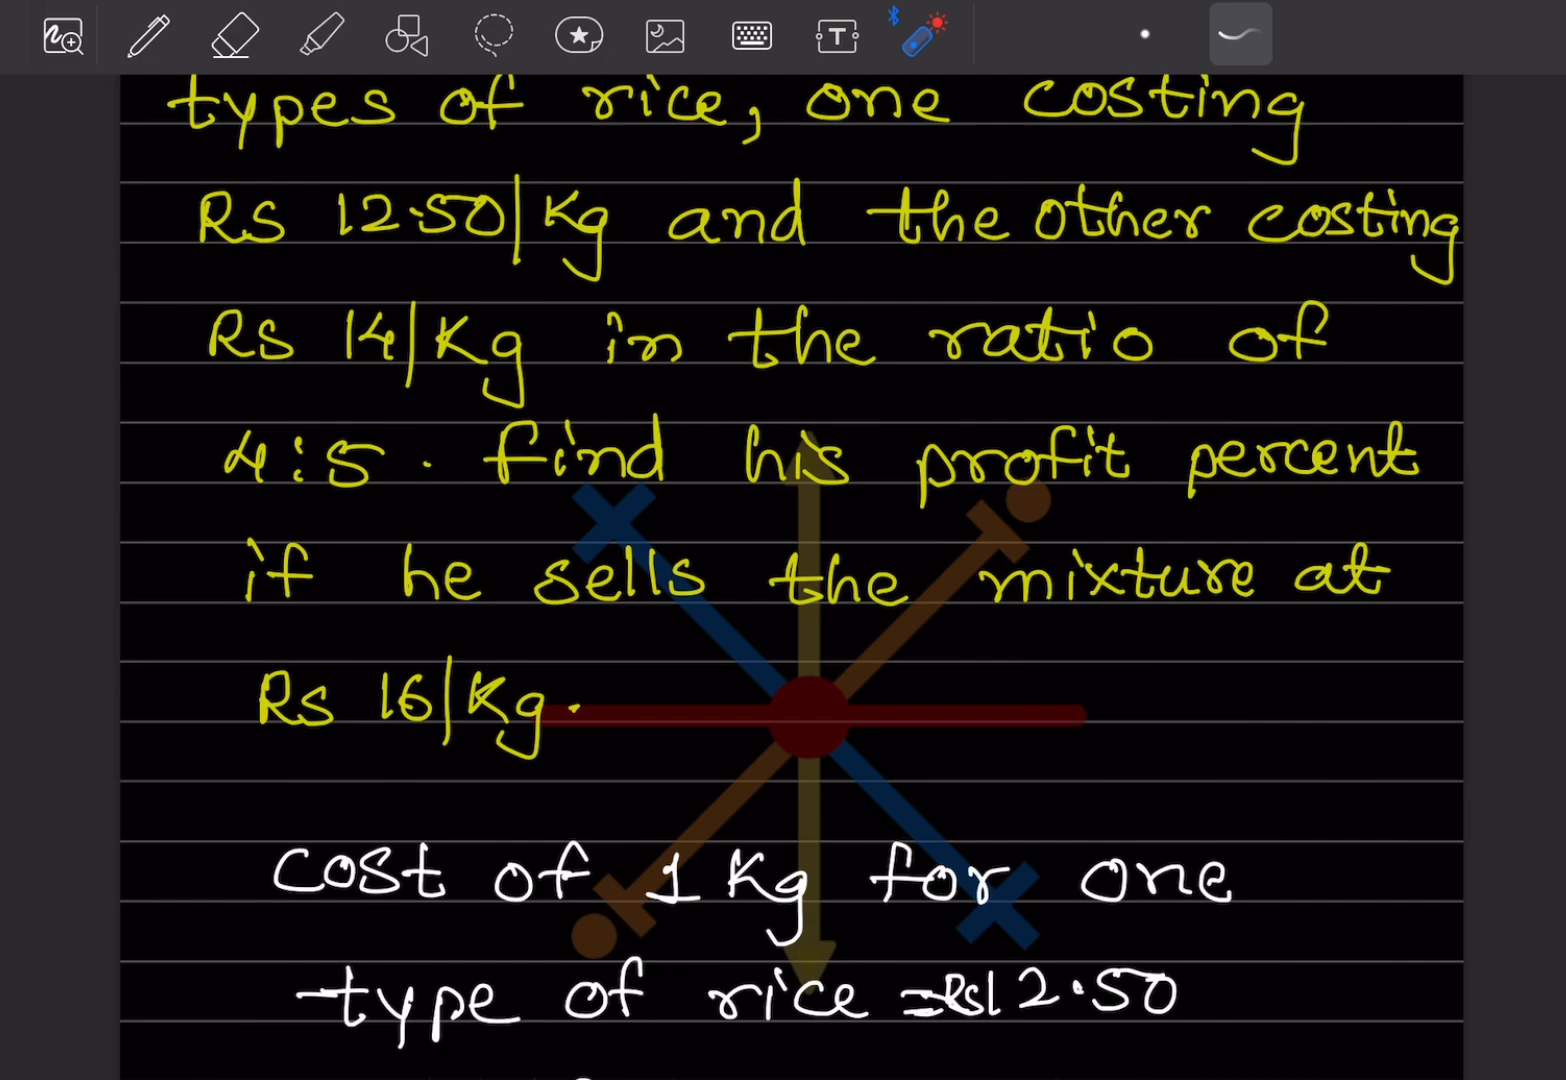 types of rice, one costing
Rs 12.50/Kg and the other costing
Rs 14/Kg in the ratio of
4:5. find his profit percent
if he sells the mixture at
Rs 16/Kg.
Cost of 1 Kg for one
type of rice = Rs12.50